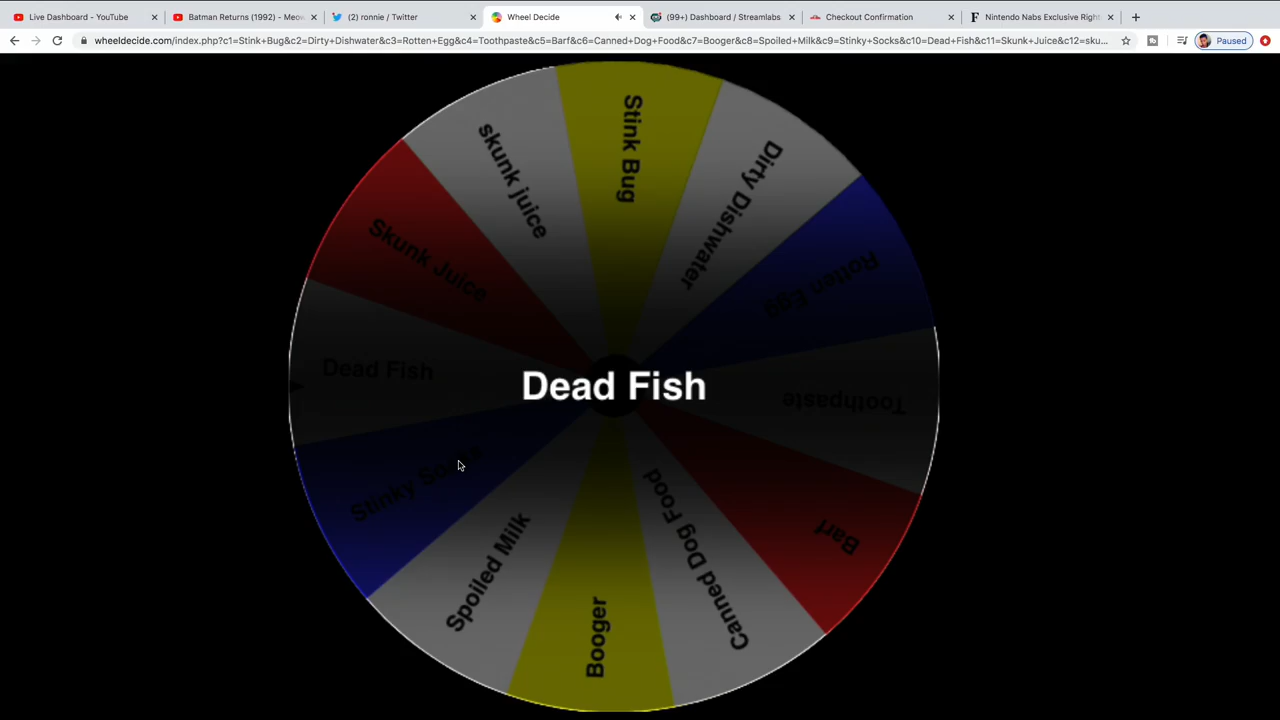 Live Dashboard - YouTube
Batman Returns (1992) - Meow
(2) ronnie / Twitter
Wheel Decide
(99+) Dashboard / Streamlabs
Checkout Confirmation
Nintendo Nabs Exclusive Right
wheeldecide.com/index.php?c1=Stink+Bug&c2=Dirty+Dishwater&c3=Rotten+Egg&c4=Toothpaste&c5=Barf&c6=Canned+Dog+Food&c7=Booger&c8=Spoiled+Milk&c9=Stinky+Socks&c10=Dead+Fish&c11=Skunk+Juice&c12=sku...
Paused
Stink Bug
Dirty Dishwater
Rotten Egg
Toothpaste
Barf
Canned Dog Food
Booger
Spoiled Milk
Stinky Socks
Dead Fish
Skunk Juice
skunk juice
Dead Fish